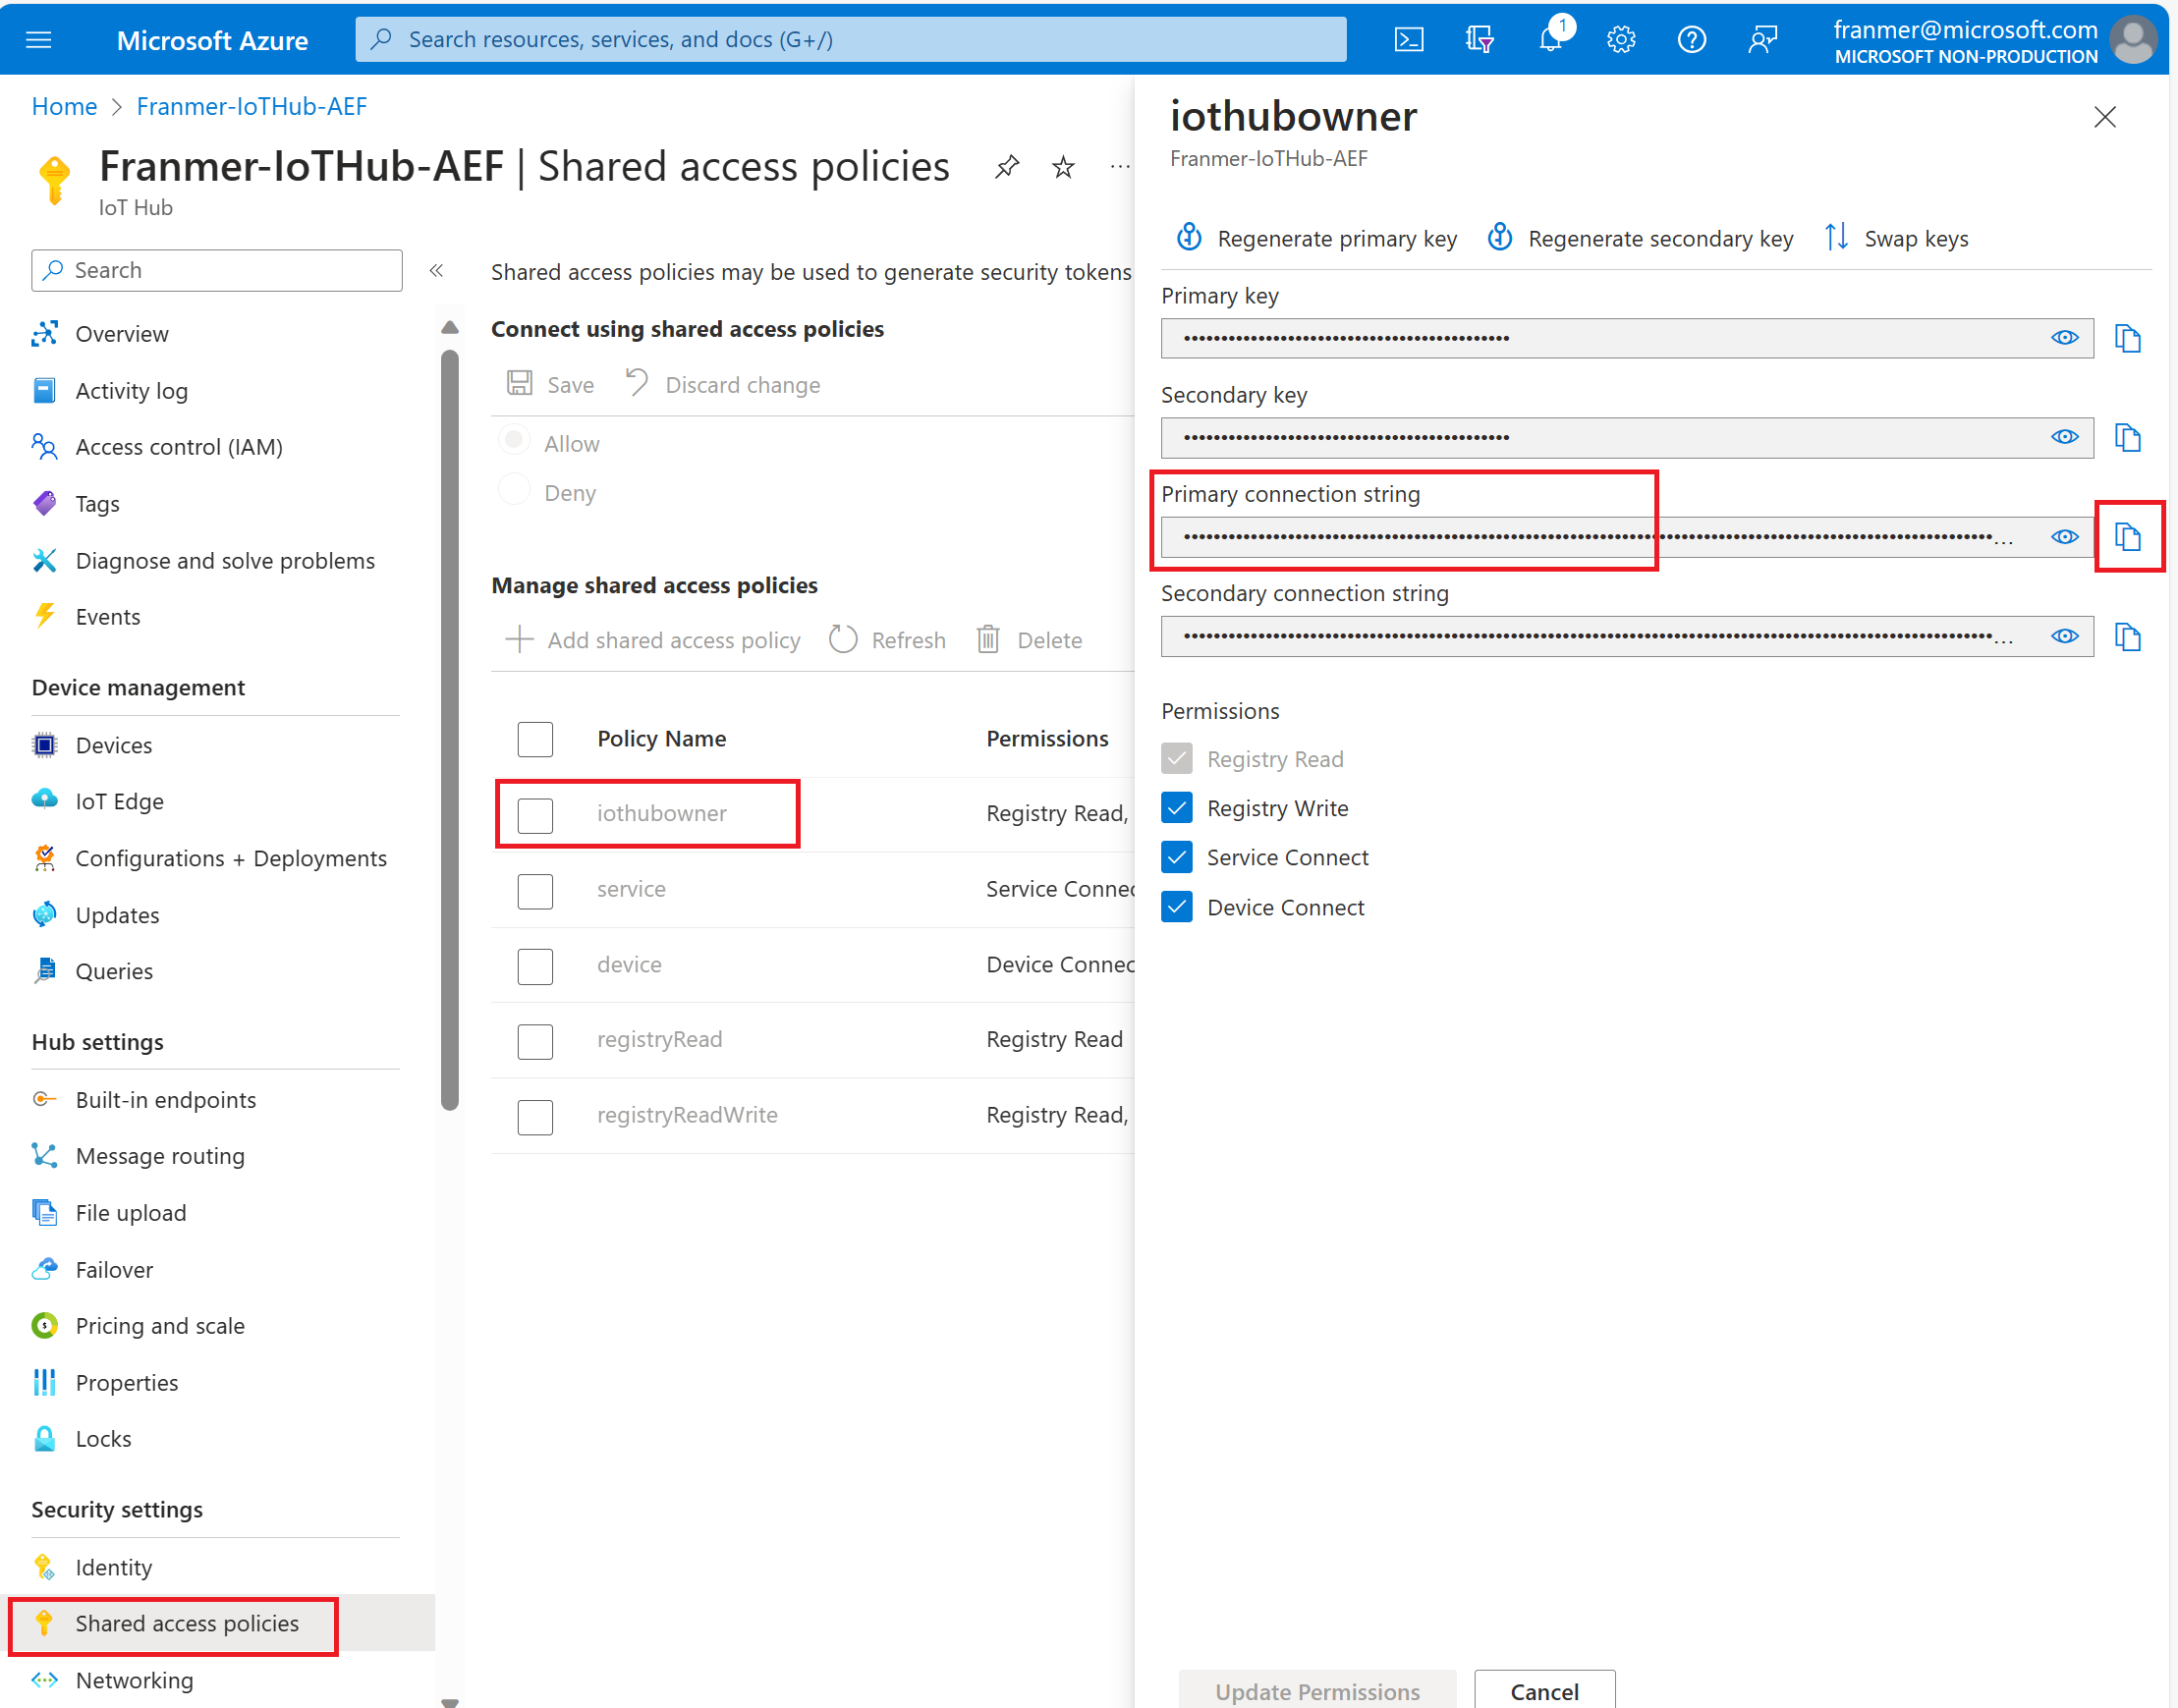 Microsoft Azure
Search resources, services, and docs (G+/)
1
franmer@microsoft.com
MICROSOFT NON-PRODUCTION
Home > Franmer-IoTHub-AEF
Franmer-IoTHub-AEF | Shared access policies
IoT Hub
Search
Overview
Activity log
Access control (IAM)
Tags
Diagnose and solve problems
Events
Device management
Devices
IoT Edge
Configurations + Deployments
Updates
Queries
Hub settings
Built-in endpoints
Message routing
File upload
Failover
Pricing and scale
Properties
Locks
Security settings
Identity
Shared access policies
Networking
Shared access policies may be used to generate security tokens
Connect using shared access policies
Save Discard change
Allow
Deny
Manage shared access policies
Add shared access policy Refresh Delete
Policy Name Permissions
iothubowner Registry Read,
service Service Connec
device Device Connec
registryRead Registry Read
registryReadWrite Registry Read,
iothubowner
Franmer-IoTHub-AEF
Regenerate primary key Regenerate secondary key Swap keys
Primary key
Secondary key
Primary connection string
Secondary connection string
Permissions
Registry Read
Registry Write
Service Connect
Device Connect
Update Permissions Cancel